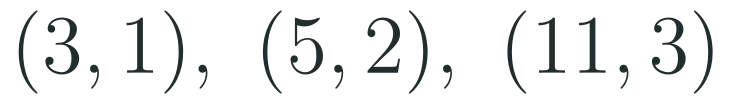 (3, 1), (5, 2), (11, 3)